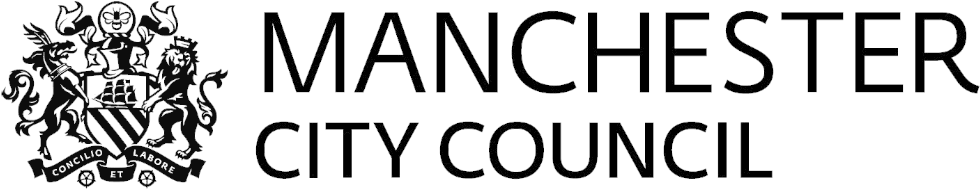 MANCHESTER
CITY COUNCIL
CONCILIO ET LABORE